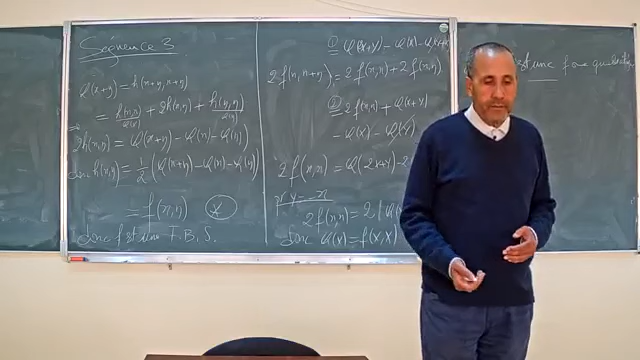 Séquence 3
Q(x+y) = h(x+y, x+y)
= h(x,x) + 2h(x,y) + h(y,y)
Q(x) Q(y)
=> 2h(x,y) = Q(x+y) - Q(x) - Q(y)
donc h(x,y) = 1/2 (Q(x+y) - Q(x) - Q(y))
= f(x,y) (*)
donc f est une F.B.S.
① Q(x+y) - Q(x) -
2f(x, x+y) = 2f(x,x) + 2f(x,y)
② = 2f(x,x) + Q(x+y)
- Q(x) - Q(y)
2f(x,x) = Q(2x+y) - 2
pr y = -x
2f(x,x) = 2
donc Q(x) = f(x,x)
est une forme